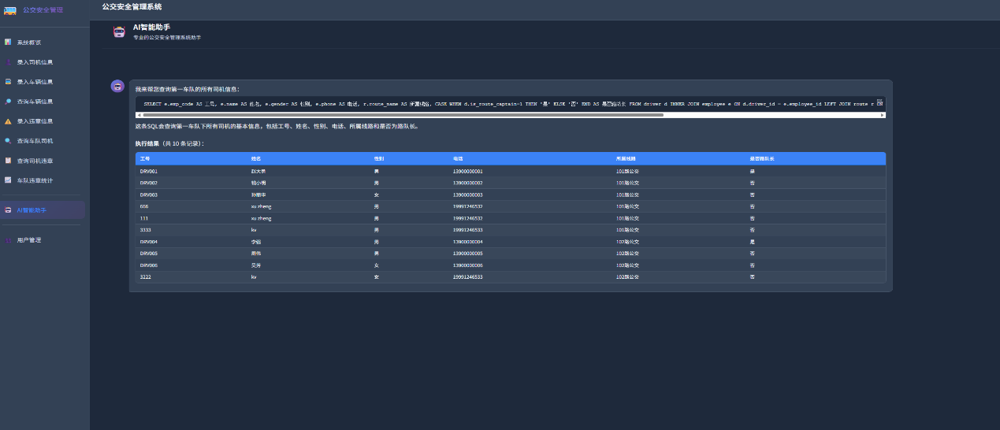 公交安全管理
公交安全管理系统
AI智能助手
专业的公交安全管理系统助手
系统概览
录入司机信息
录入车辆信息
查询车辆信息
录入违章信息
查询车队司机
查询司机违章
车队违章统计
AI智能助手
用户管理
我来帮您查询第一车队的所有司机信息：
SELECT e.emp_code AS 工号, e.name AS 姓名, e.gender AS 性别, e.phone AS 电话, r.route_name AS 所属线路, CASE WHEN d.is_route_captain=1 THEN '是' ELSE '否' END AS 是否路队长 FROM driver d INNER JOIN employee e ON d.driver_id = e.employee_id LEFT JOIN route r ON
这条SQL会查询第一车队下所有司机的基本信息，包括工号、姓名、性别、电话、所属线路和是否为路队长。
执行结果（共 10 条记录）：
工号 姓名 性别 电话 所属线路 是否路队长
DRV001 赵大勇 男 13900000001 101路公交 是
DRV002 钱小明 男 13900000002 101路公交 否
DRV003 孙丽华 女 13900000003 101路公交 否
666 xu zheng 男 19991246532 101路公交 否
111 xu zheng 男 19991246532 101路公交 否
3333 kv 男 19991246533 101路公交 否
DRV004 李强 男 13900000004 102路公交 是
DRV005 周伟 男 13900000005 102路公交 否
DRV006 吴芳 女 13900000006 102路公交 否
3222 kv 女 19991246533 102路公交 否